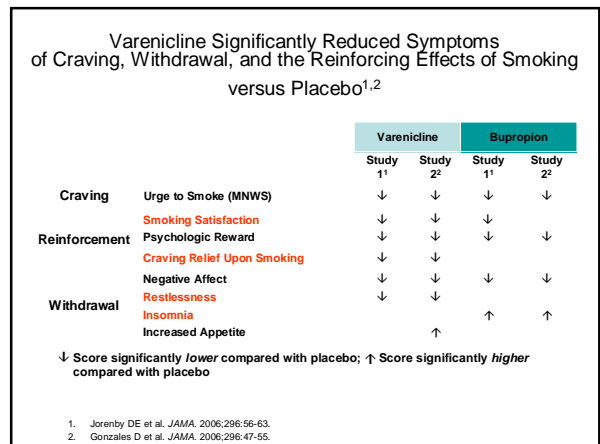 Varenicline Significantly Reduced Symptoms
of Craving, Withdrawal, and the Reinforcing Effects of Smoking
versus Placebo1,2
Varenicline Bupropion
Study 1¹ Study 2² Study 1¹ Study 2²
Craving Urge to Smoke (MNWS) ↓ ↓ ↓ ↓
Smoking Satisfaction ↓ ↓ ↓
Reinforcement Psychologic Reward ↓ ↓ ↓ ↓
Craving Relief Upon Smoking ↓ ↓
Negative Affect ↓ ↓ ↓ ↓
Withdrawal Restlessness ↓ ↓
Insomnia ↑ ↑
Increased Appetite ↑
↓ Score significantly lower compared with placebo; ↑ Score significantly higher
compared with placebo
1. Jorenby DE et al. JAMA. 2006;296:56-63.
2. Gonzales D et al. JAMA. 2006;296:47-55.